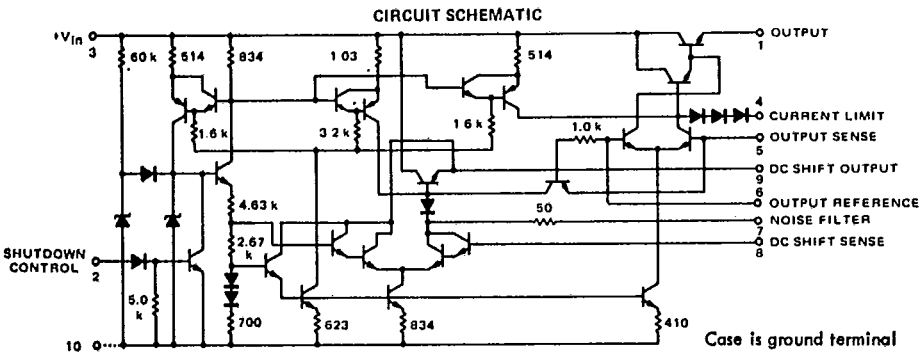 CIRCUIT SCHEMATIC
+Vin
3
60 k
514
834
1 03
514
OUTPUT
1
4
CURRENT LIMIT
1.6 k
3 2 k
1 6 k
1.0 k
OUTPUT SENSE
5
DC SHIFT OUTPUT
9
6
OUTPUT REFERENCE
4.63 k
50
NOISE FILTER
7
2.67
k
DC SHIFT SENSE
8
SHUTDOWN
CONTROL
2
5.0
k
700
623
834
410
10
Case is ground terminal